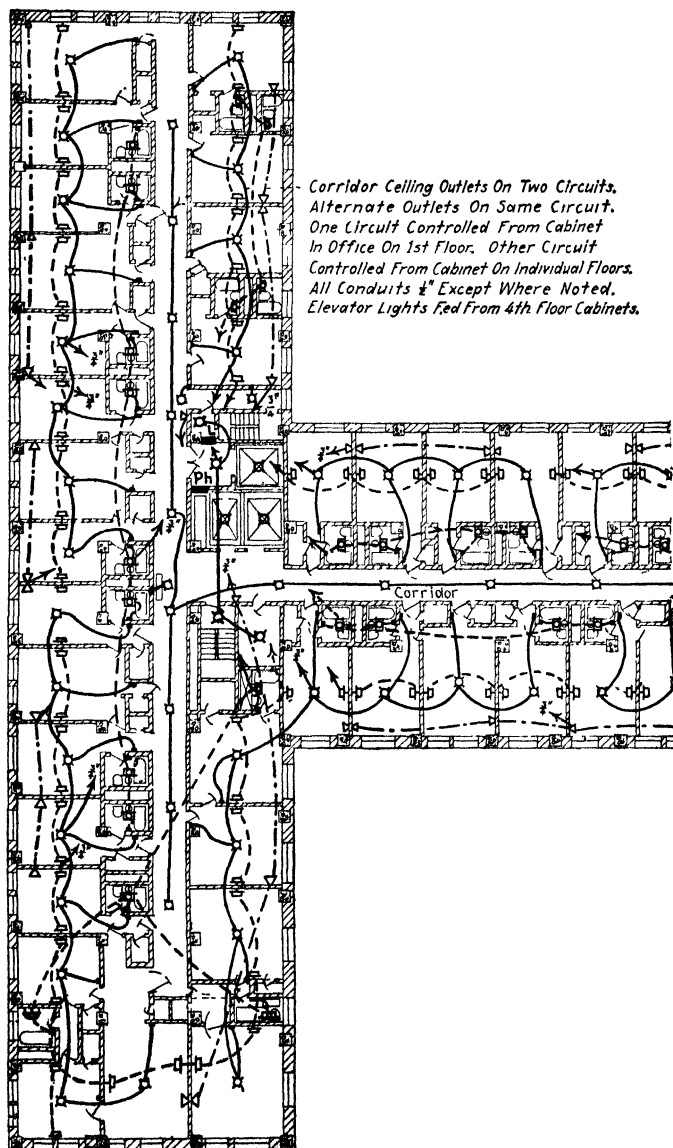 Corridor Ceiling Outlets On Two Circuits.
Alternate Outlets On Same Circuit.
One Circuit Controlled From Cabinet
In Office On 1st Floor. Other Circuit
Controlled From Cabinet On Individual Floors.
All Conduits ½" Except Where Noted.
Elevator Lights Fed From 4th Floor Cabinets.
L
Ph
Corridor